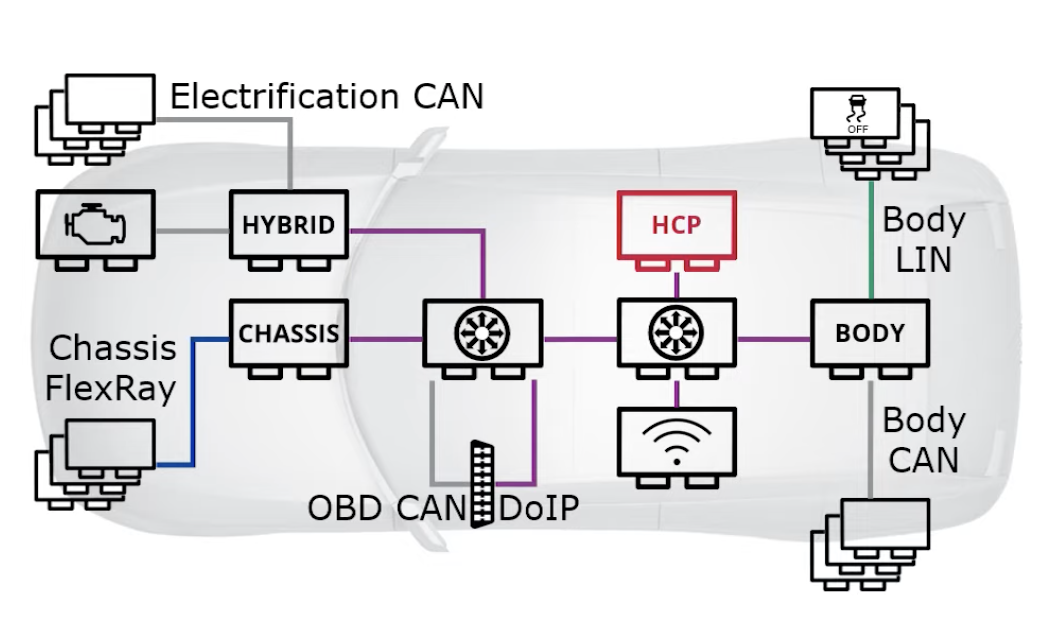 Electrification CAN
OFF
HYBRID
HCP
Body
LIN
CHASSIS
BODY
Chassis
FlexRay
Body
CAN
OBD CAN
DoIP